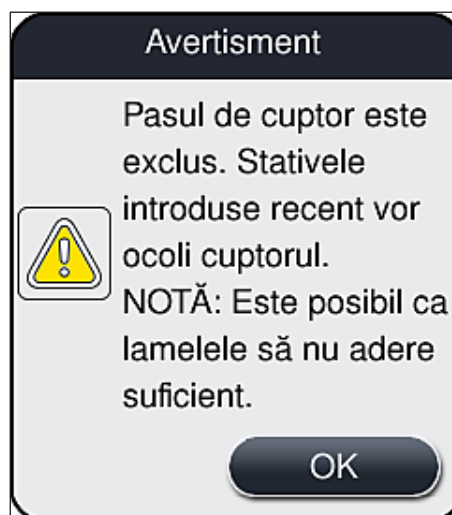 Avertisment
Pasul de cuptor este
exclus. Stativele
introduse recent vor
ocoli cuptorul.
NOTĂ: Este posibil ca
lamelele să nu adere
suficient.
OK